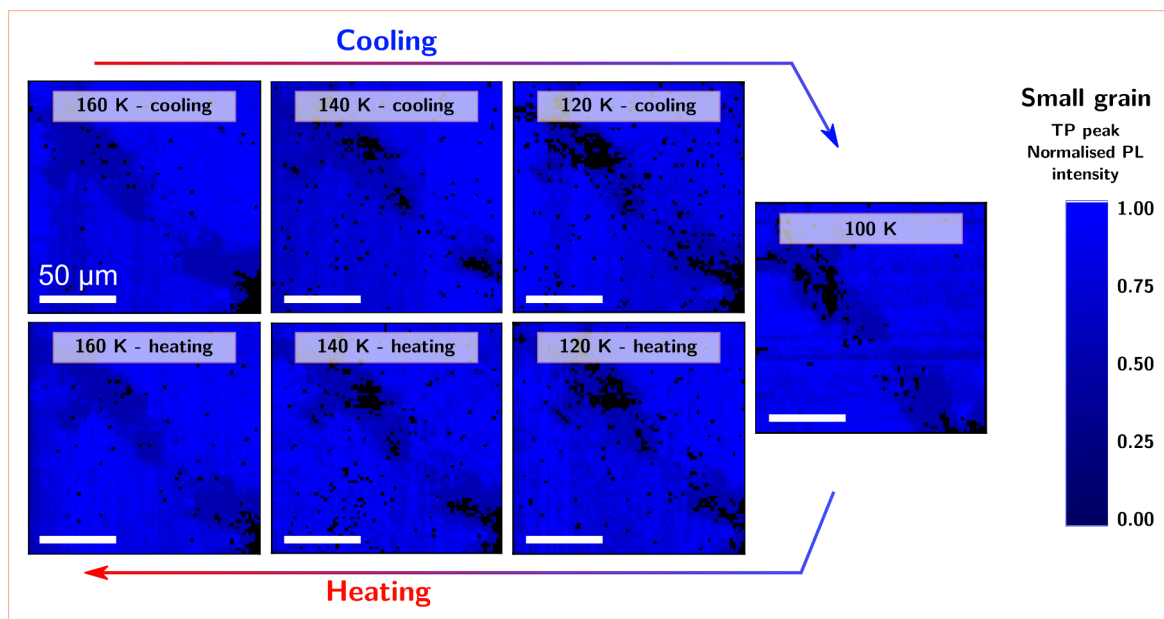 Cooling
160 K - cooling
140 K - cooling
120 K - cooling
50 µm
100 K
160 K - heating
140 K - heating
120 K - heating
Heating
Small grain
TP peak
Normalised PL
intensity
1.00
0.75
0.50
0.25
0.00